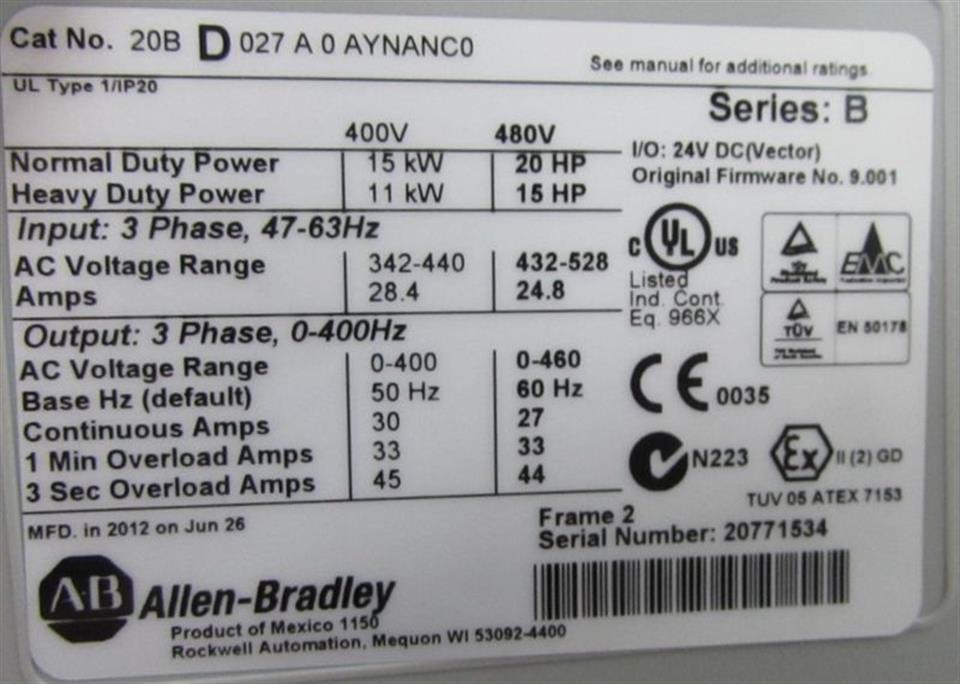 Cat No. 20B D 027 A 0 AYNANC0
See manual for additional ratings
UL Type 1/IP20
Series: B
400V 480V
I/O: 24V DC(Vector)
Original Firmware No. 9.001
Normal Duty Power 15 kW 20 HP
Heavy Duty Power 11 kW 15 HP
Input: 3 Phase, 47-63Hz
AC Voltage Range 342-440 432-528
Amps 28.4 24.8
Output: 3 Phase, 0-400Hz
AC Voltage Range 0-400 0-460
Base Hz (default) 50 Hz 60 Hz
Continuous Amps 30 27
1 Min Overload Amps 33 33
3 Sec Overload Amps 45 44
C UL US
Listed
Ind. Cont.
Eq. 966X
EMC
TÜV
EN 50178
CE 0035
N223
Ex II (2) GD
TUV 05 ATEX 7153
MFD. in 2012 on Jun 26
Frame 2
Serial Number: 20771534
A-B Allen-Bradley
Product of Mexico 1150
Rockwell Automation, Mequon WI 53092-4400